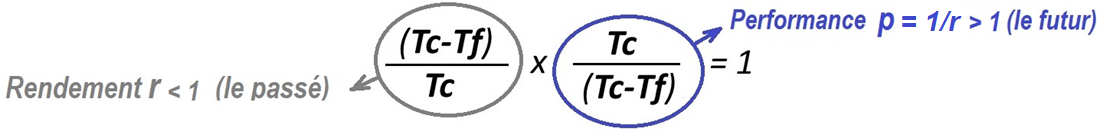 Performance p = 1/r > 1 (le futur)
(Tc-Tf) / Tc x Tc / (Tc-Tf) = 1
Rendement r < 1 (le passé)